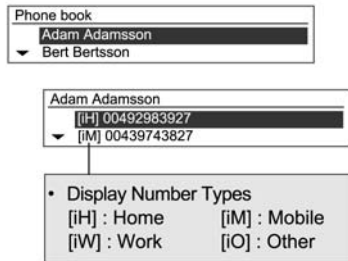 Phone book
Adam Adamsson
Bert Bertsson
Adam Adamsson
[iH] 00492983927
[iM] 00439743827
• Display Number Types
[iH] : Home [iM] : Mobile
[iW] : Work [iO] : Other